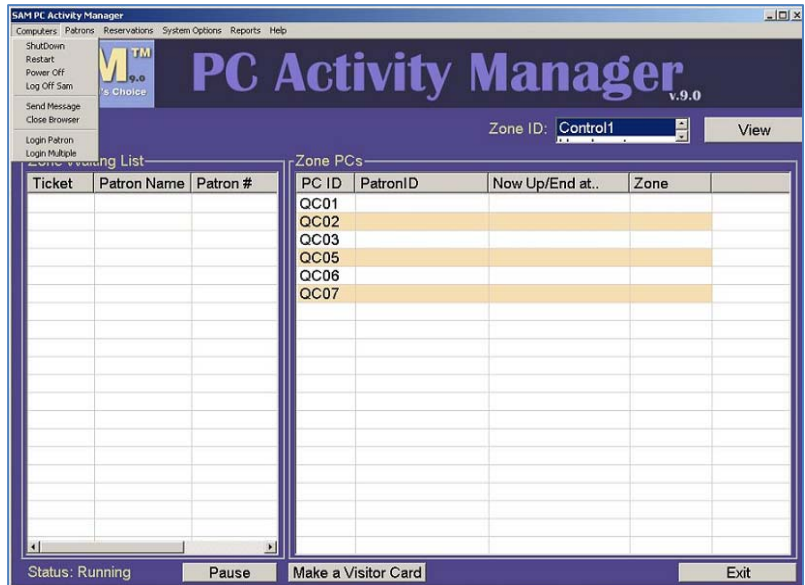 SAM PC Activity Manager
Computers Patrons Reservations System Options Reports Help
ShutDown
Restart
Power Off
Log Off Sam
Send Message
Close Browser
Login Patron
Login Multiple
M TM
9.0
's Choice
PC Activity Manager
v.9.0
Zone ID: Control1 View
Zone Waiting List
Ticket Patron Name Patron #
Zone PCs
PC ID PatronID Now Up/End at.. Zone
QC01
QC02
QC03
QC05
QC06
QC07
Status: Running Pause Make a Visitor Card Exit